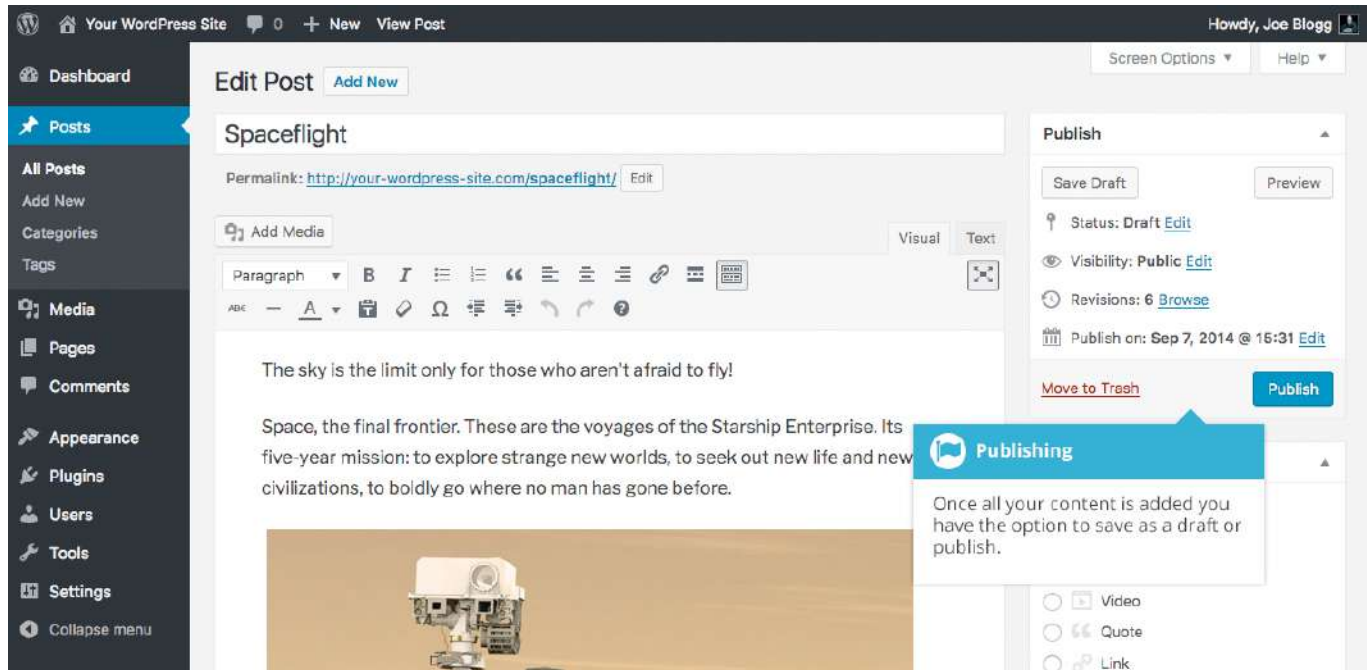 Your WordPress Site 0 + New View Post Howdy, Joe Blogg
Screen Options Help
Dashboard
Posts
All Posts
Add New
Categories
Tags
Media
Pages
Comments
Appearance
Plugins
Users
Tools
Settings
Collapse menu
Edit Post Add New
Spaceflight
Permalink: http://your-wordpress-site.com/spaceflight/ Edit
Add Media
Visual Text
Paragraph B I
ABC A Ω
The sky is the limit only for those who aren't afraid to fly!
Space, the final frontier. These are the voyages of the Starship Enterprise. Its
five-year mission: to explore strange new worlds, to seek out new life and new
civilizations, to boldly go where no man has gone before.
Publish
Save Draft Preview
Status: Draft Edit
Visibility: Public Edit
Revisions: 6 Browse
Publish on: Sep 7, 2014 @ 15:31 Edit
Move to Trash Publish
Publishing
Once all your content is added you
have the option to save as a draft or
publish.
Video
Quote
Link